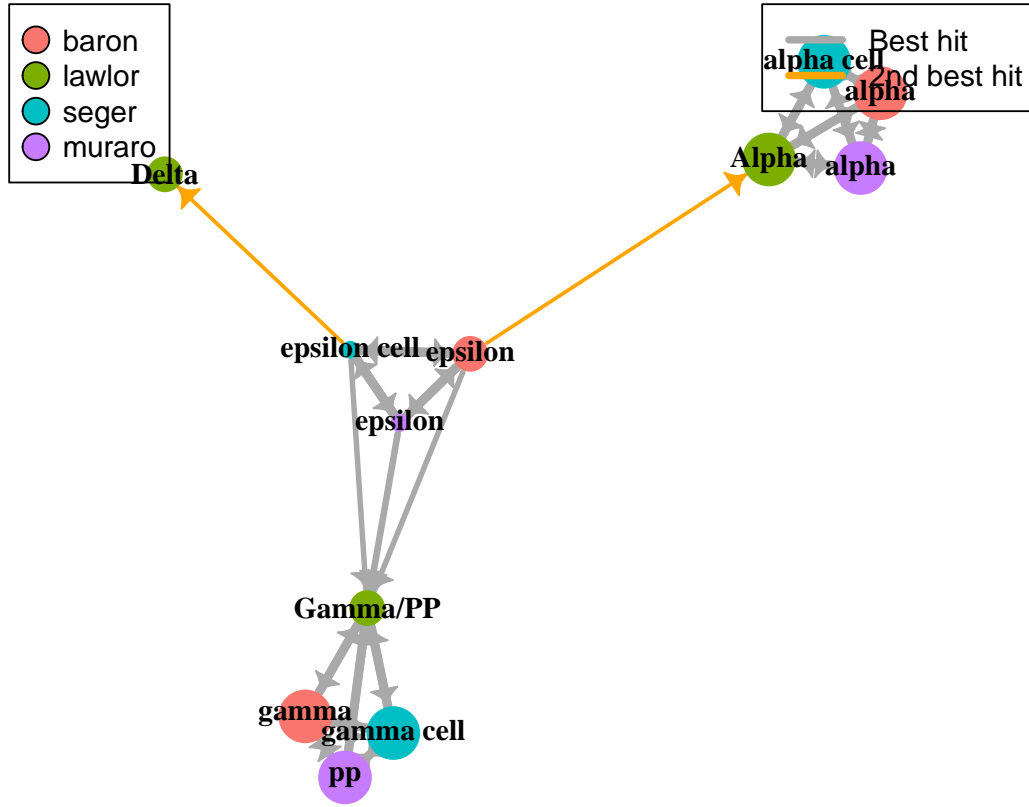 baron
lawlor
seger
muraro
Best hit
2nd best hit
alpha cell
alpha
Alpha
alpha
Delta
epsilon cell
epsilon
epsilon
Gamma/PP
gamma
gamma cell
pp